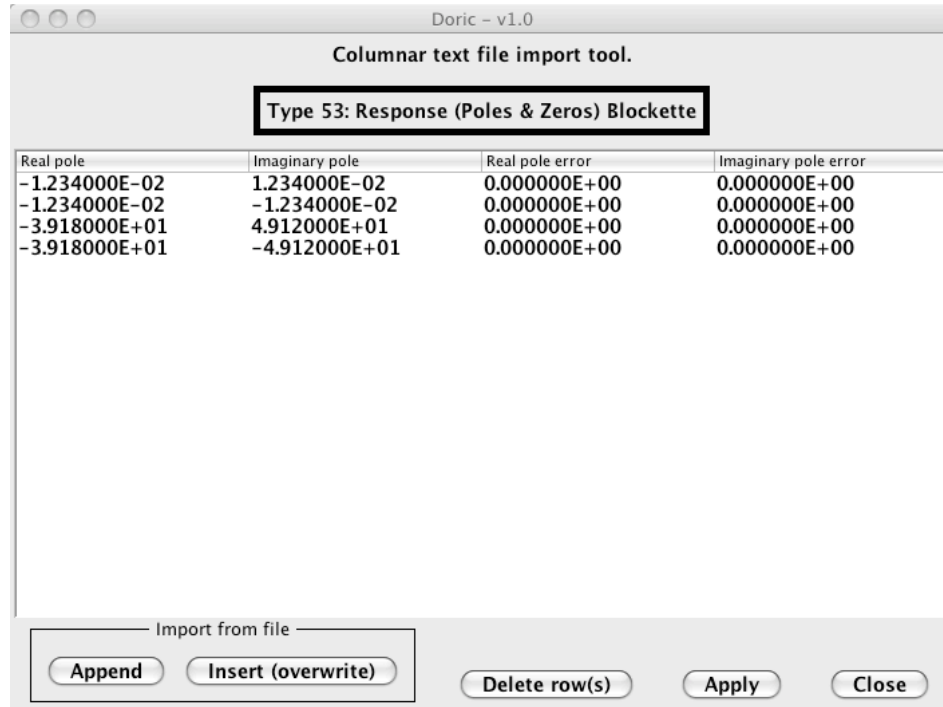 Doric – v1.0
Columnar text file import tool.
Type 53: Response (Poles & Zeros) Blockette
Real pole Imaginary pole Real pole error Imaginary pole error
−1.234000E−02 1.234000E−02 0.000000E+00 0.000000E+00
−1.234000E−02 −1.234000E−02 0.000000E+00 0.000000E+00
−3.918000E+01 4.912000E+01 0.000000E+00 0.000000E+00
−3.918000E+01 −4.912000E+01 0.000000E+00 0.000000E+00
Import from file
Append Insert (overwrite) Delete row(s) Apply Close